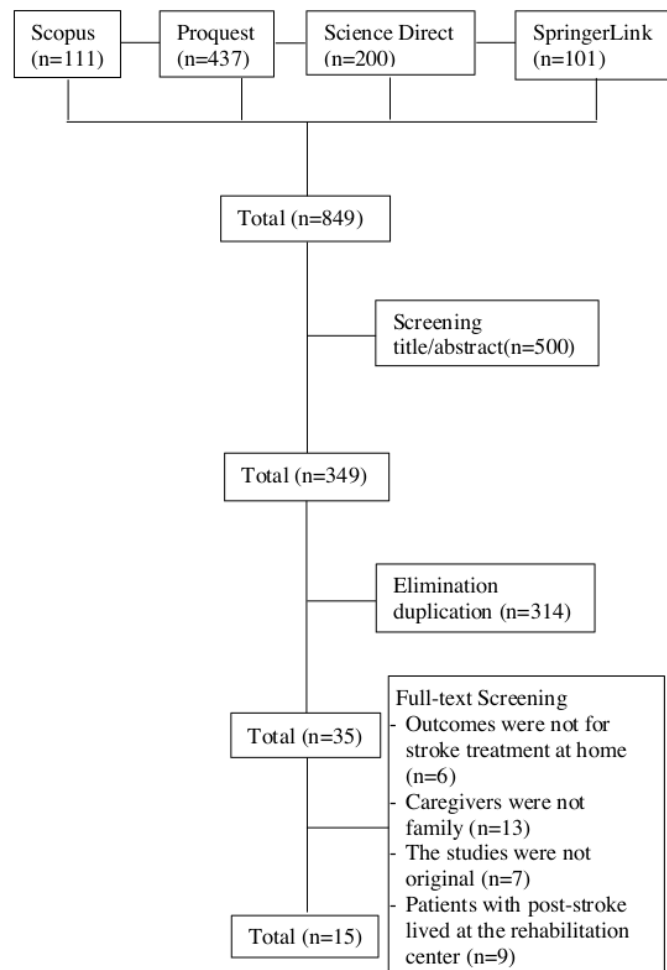 Scopus
(n=111)
Proquest
(n=437)
Science Direct
(n=200)
SpringerLink
(n=101)
Total (n=849)
Screening
title/abstract(n=500)
Total (n=349)
Elimination
duplication (n=314)
Total (n=35)
Full-text Screening
- Outcomes were not for
stroke treatment at home
(n=6)
- Caregivers were not
family (n=13)
- The studies were not
original (n=7)
- Patients with post-stroke
lived at the rehabilitation
center (n=9)
Total (n=15)